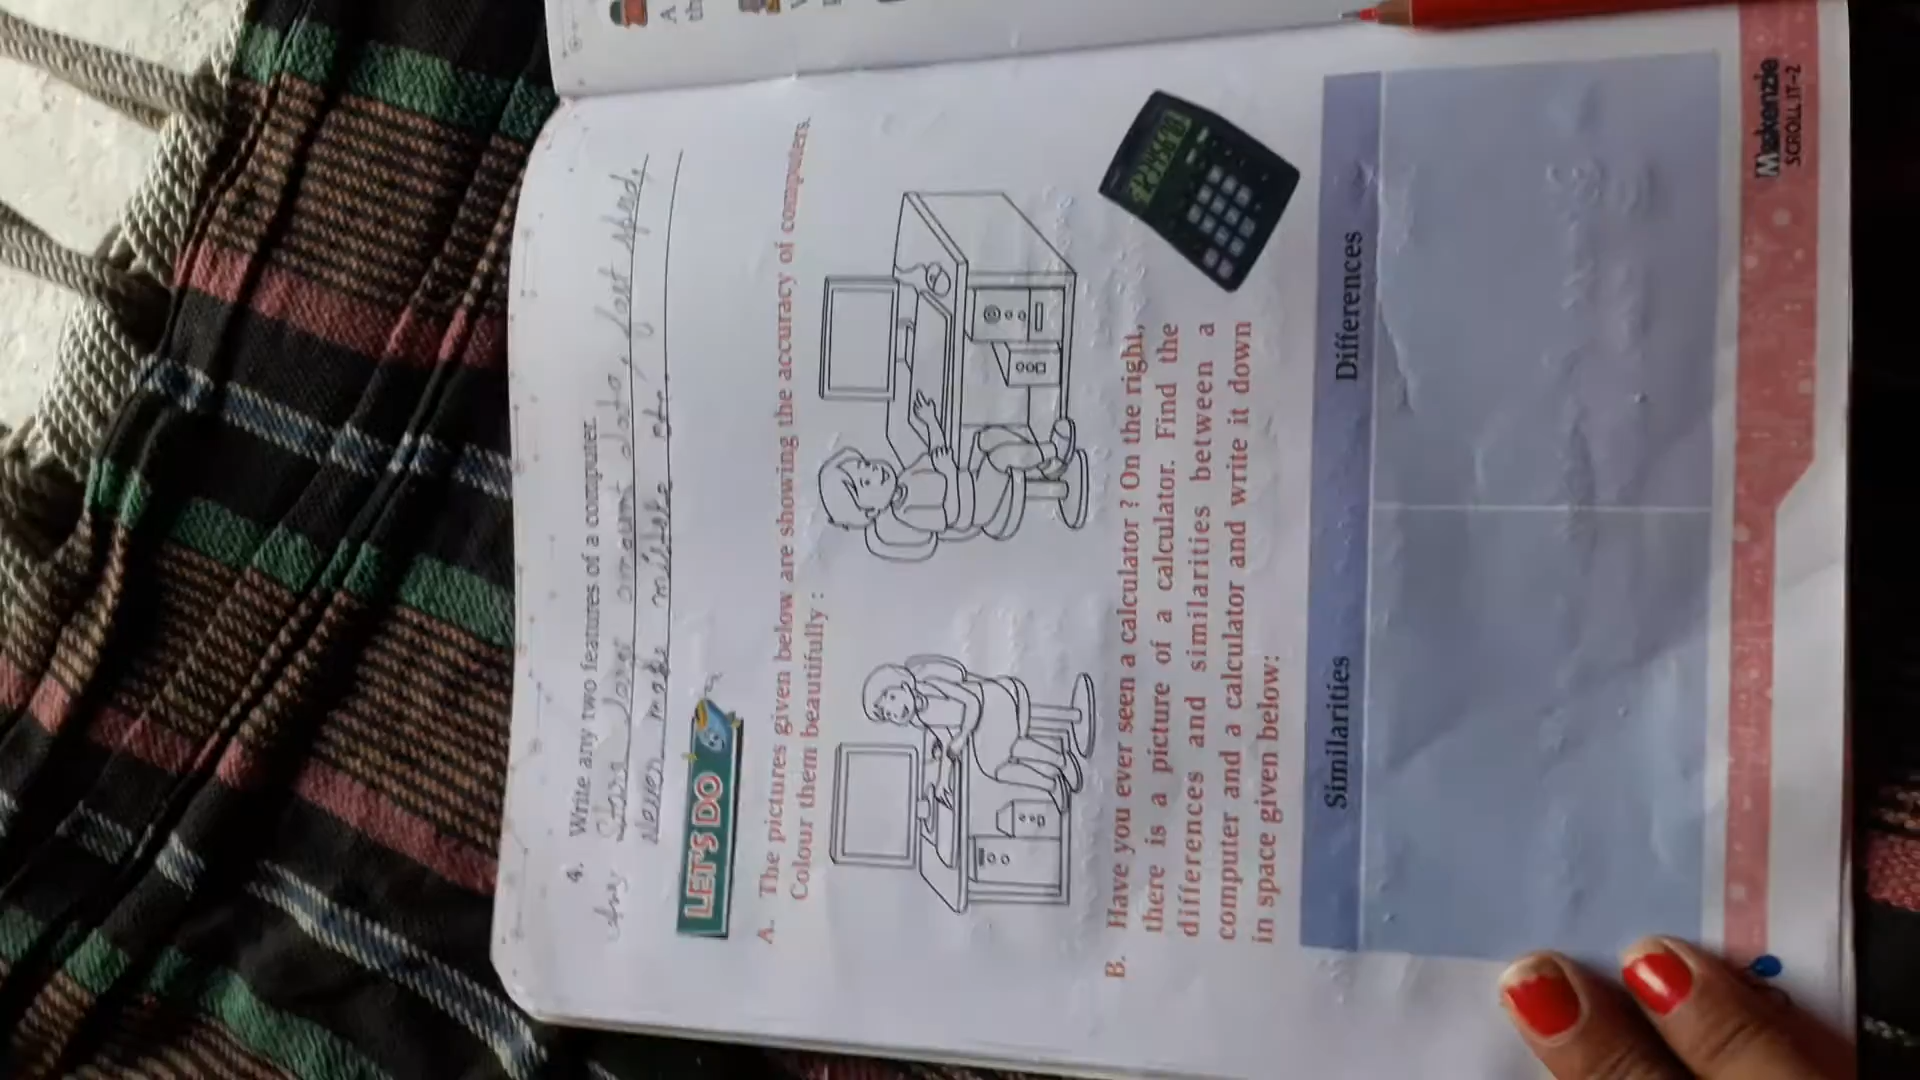 4. Write any two features of a computer.
Ans Store large amount data, fast speed,
Never make mistake etc.
LET'S DO
A. The pictures given below are showing the accuracy of computers.
Colour them beautifully :
B. Have you ever seen a calculator ? On the right,
there is a picture of a calculator. Find the
differences and similarities between a
computer and a calculator and write it down
in space given below:
Similarities Differences
Maskenzie
SCROLL IT–2